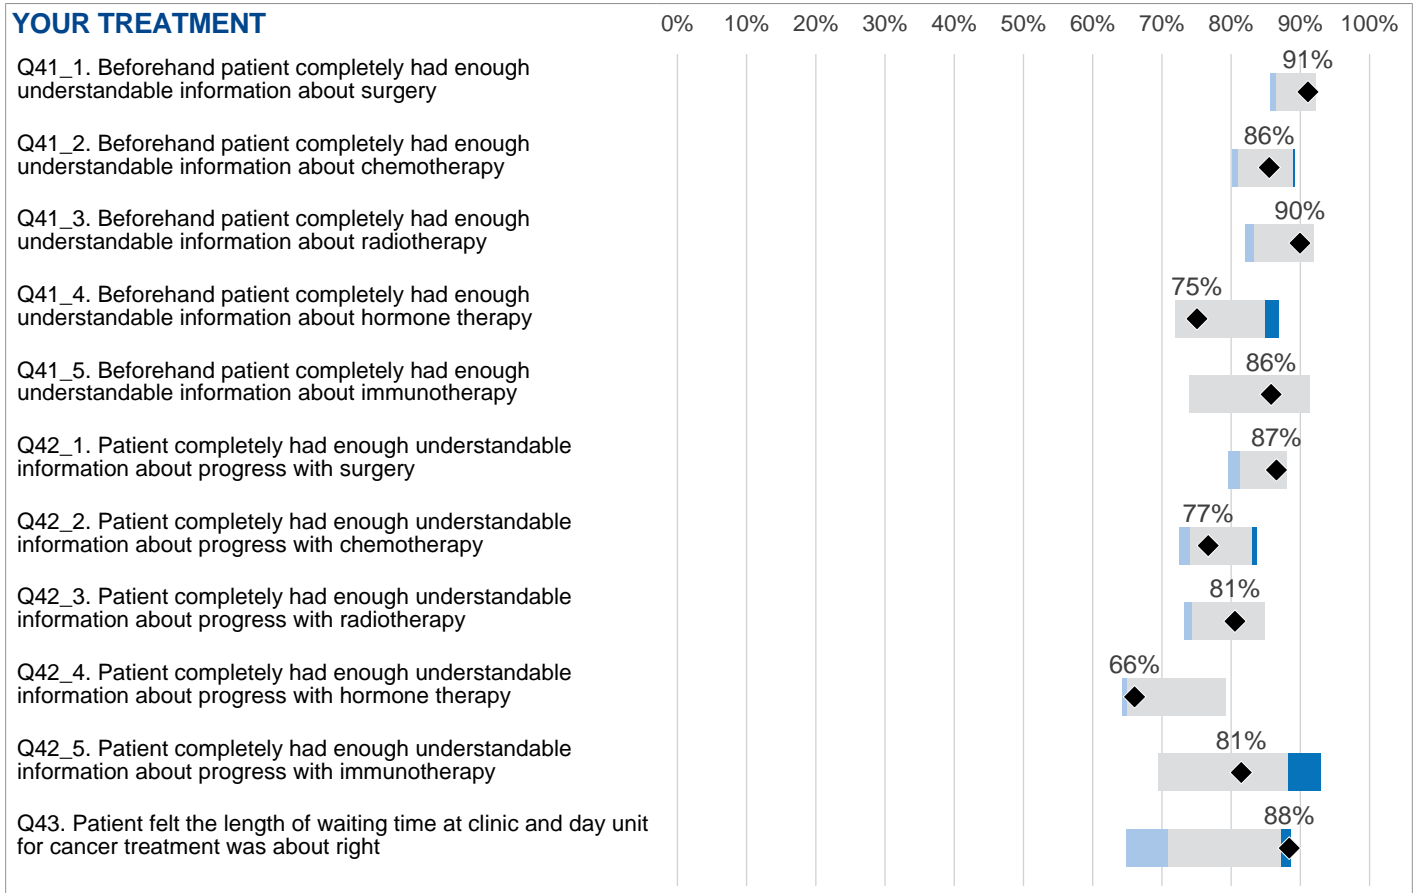 YOUR TREATMENT
0% 10% 20% 30% 40% 50% 60% 70% 80% 90% 100%
Q41_1. Beforehand patient completely had enough
understandable information about surgery
91%
Q41_2. Beforehand patient completely had enough
understandable information about chemotherapy
86%
Q41_3. Beforehand patient completely had enough
understandable information about radiotherapy
90%
Q41_4. Beforehand patient completely had enough
understandable information about hormone therapy
75%
Q41_5. Beforehand patient completely had enough
understandable information about immunotherapy
86%
Q42_1. Patient completely had enough understandable
information about progress with surgery
87%
Q42_2. Patient completely had enough understandable
information about progress with chemotherapy
77%
Q42_3. Patient completely had enough understandable
information about progress with radiotherapy
81%
Q42_4. Patient completely had enough understandable
information about progress with hormone therapy
66%
Q42_5. Patient completely had enough understandable
information about progress with immunotherapy
81%
Q43. Patient felt the length of waiting time at clinic and day unit
for cancer treatment was about right
88%